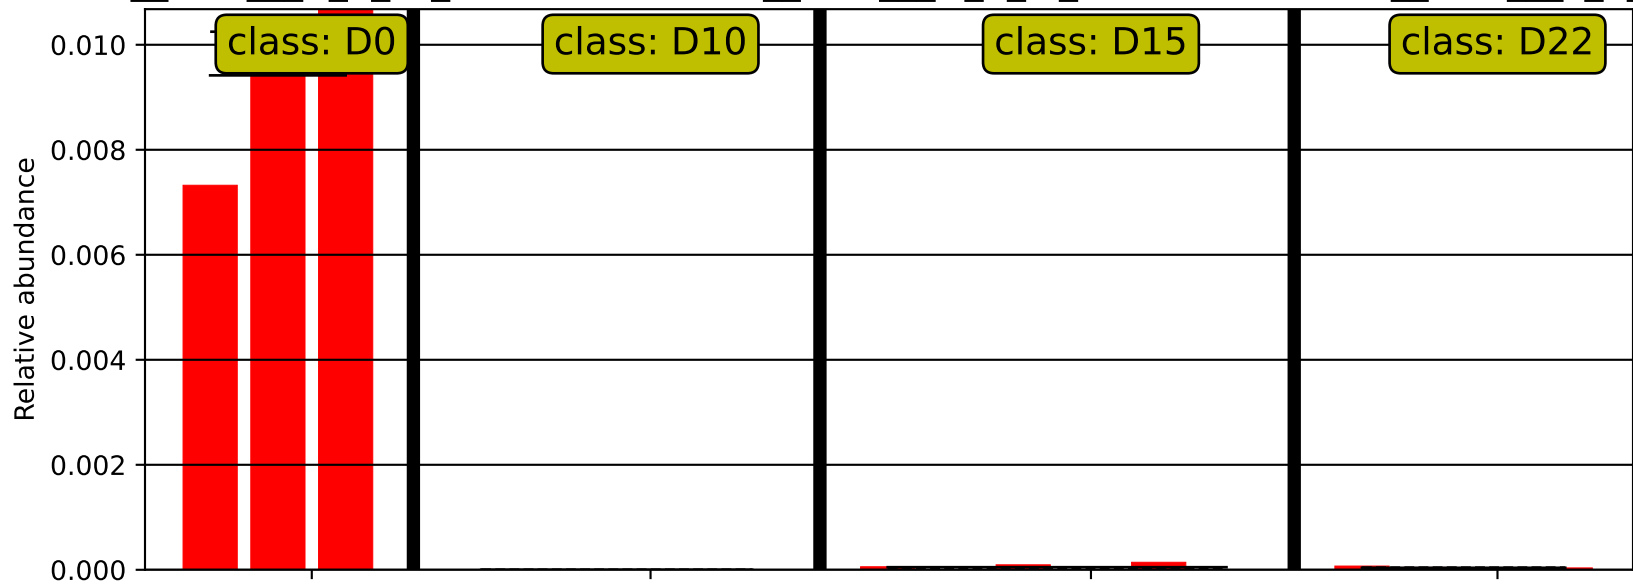 class: D0
class: D10
class: D15
class: D22
Relative abundance
0.010
0.008
0.006
0.004
0.002
0.000